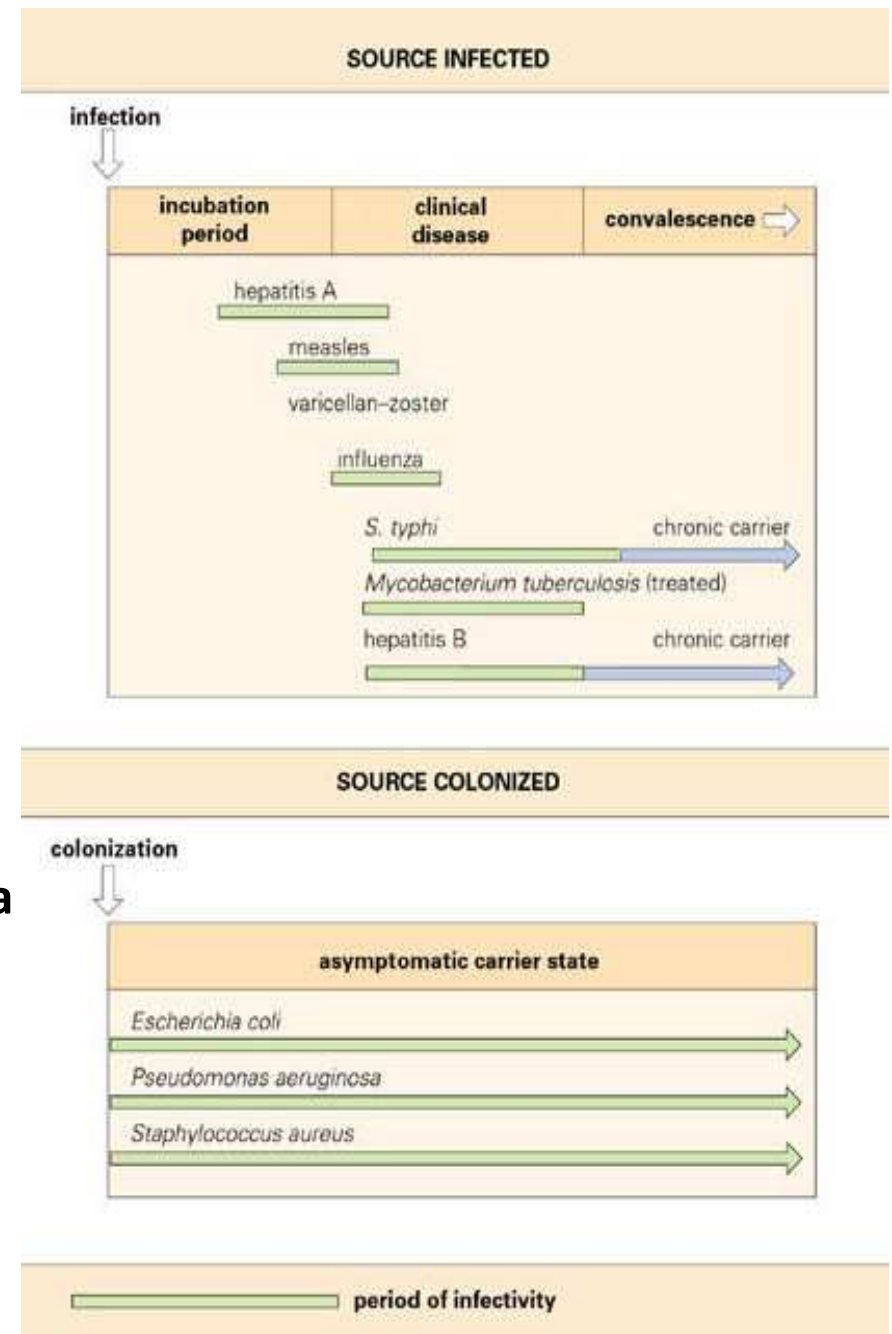 SOURCE INFECTED
infection
incubation period
clinical disease
convalescence
hepatitis A
measles
varicellan–zoster
influenza
S. typhi
chronic carrier
Mycobacterium tuberculosis (treated)
hepatitis B
chronic carrier
SOURCE COLONIZED
colonization
a
asymptomatic carrier state
Escherichia coli
Pseudomonas aeruginosa
Staphylococcus aureus
period of infectivity